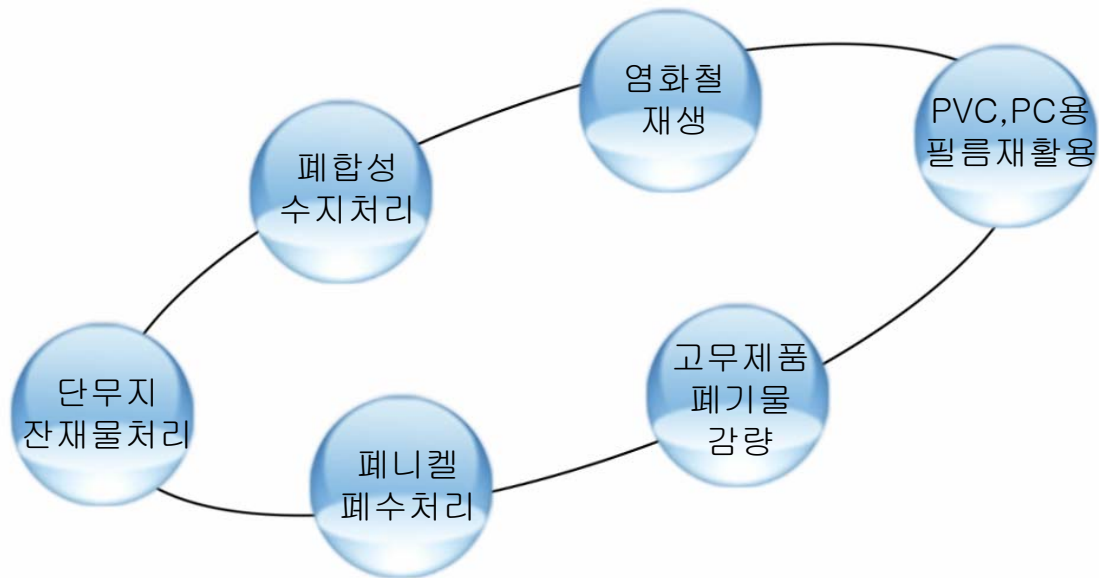 염화철
재생
PVC,PC용
필름재활용
폐합성
수지처리
고무제품
폐기물
감량
단무지
잔재물처리
폐니켈
폐수처리